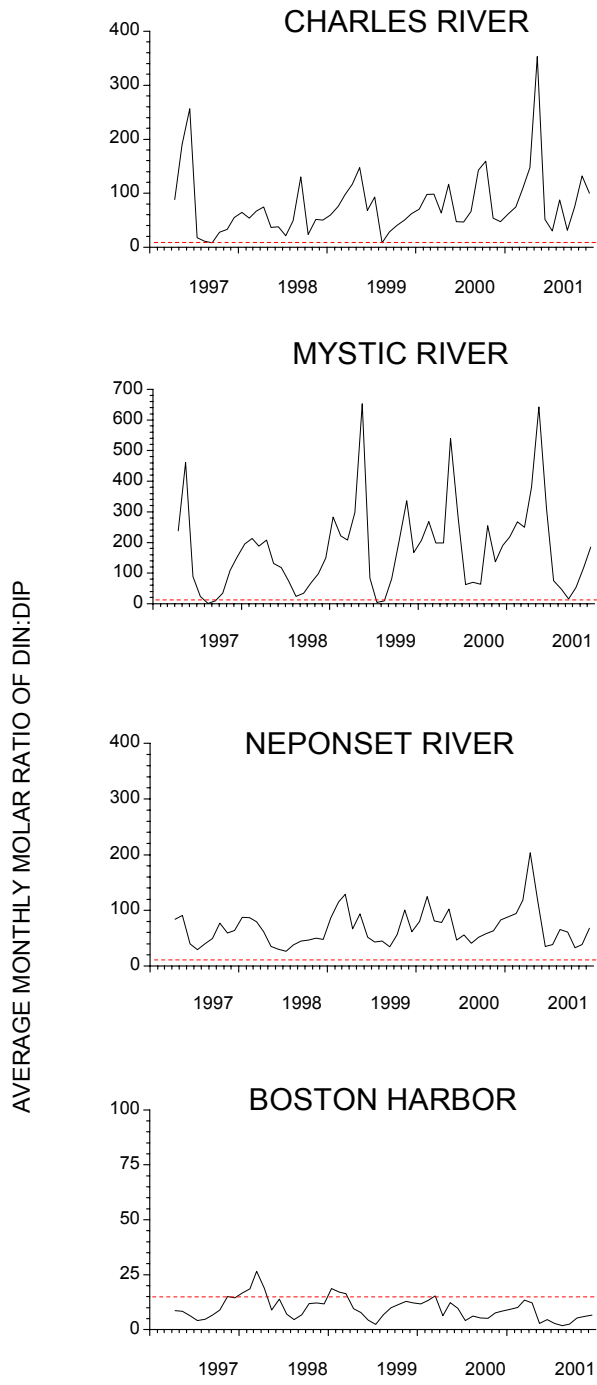 CHARLES RIVER
400
300
200
100
0
1997 1998 1999 2000 2001
MYSTIC RIVER
700
600
500
400
300
200
100
0
1997 1998 1999 2000 2001
AVERAGE MONTHLY MOLAR RATIO OF DIN:DIP
NEPONSET RIVER
400
300
200
100
0
1997 1998 1999 2000 2001
BOSTON HARBOR
100
75
50
25
0
1997 1998 1999 2000 2001